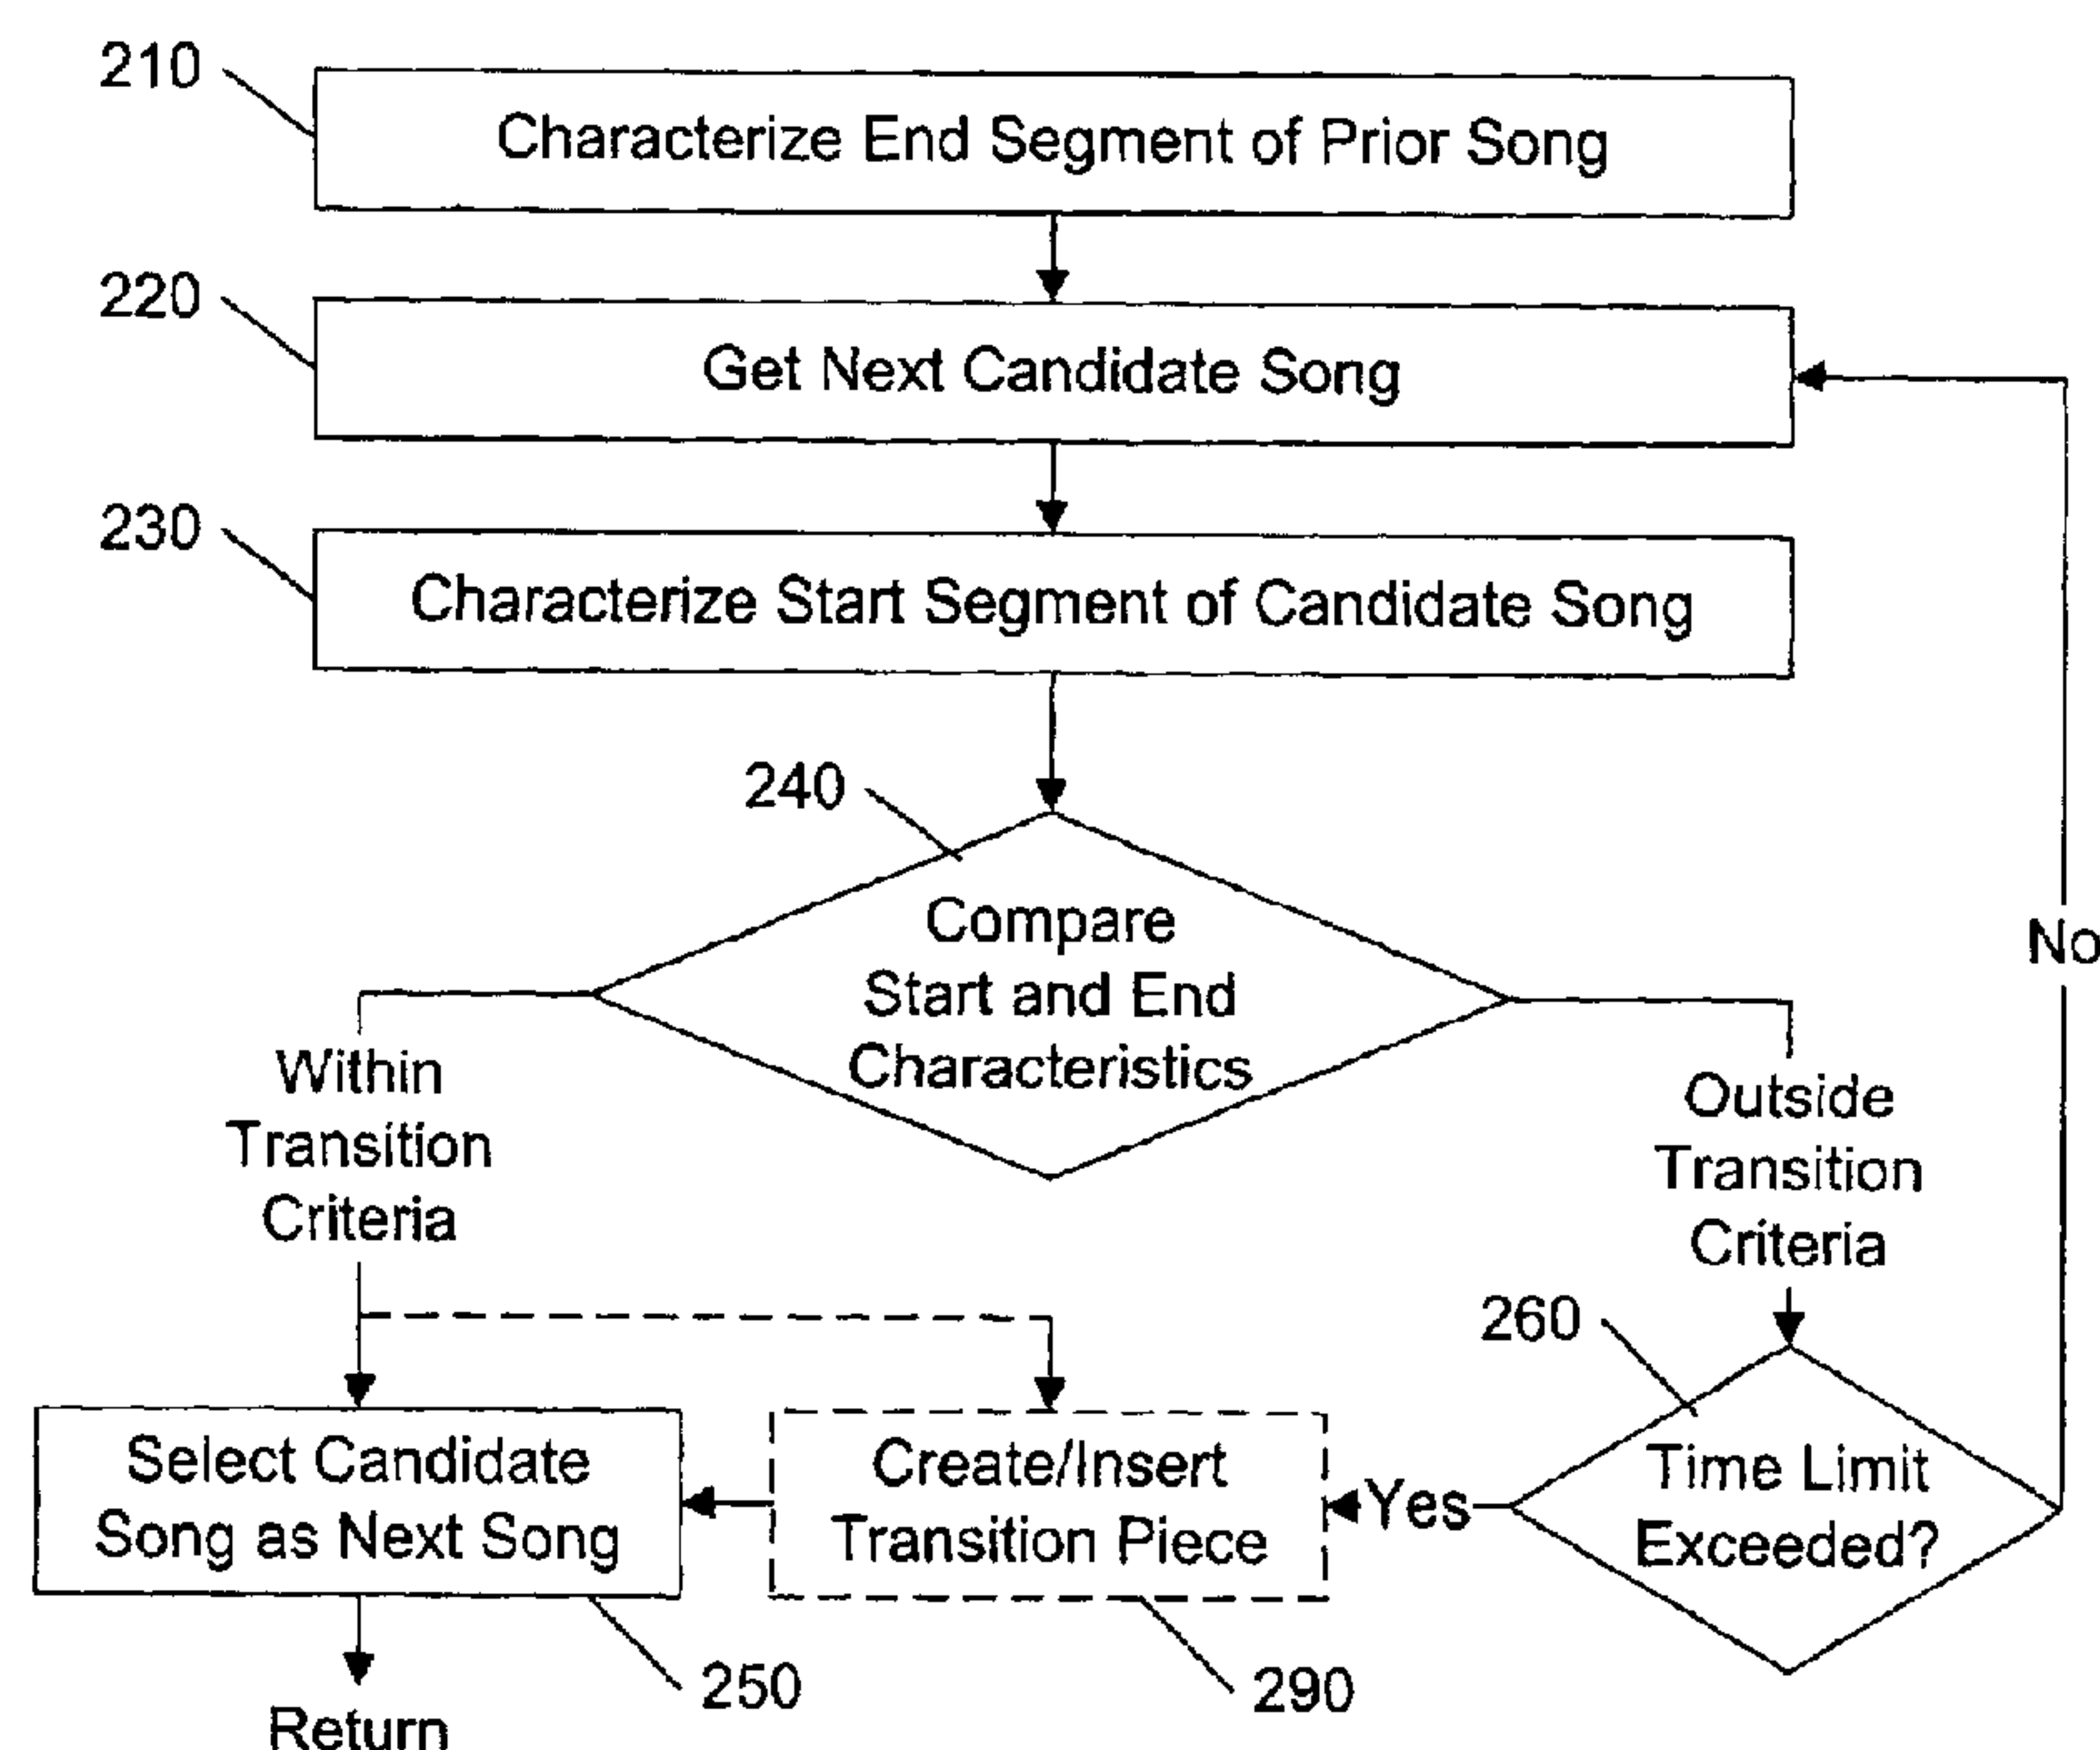 210
Characterize End Segment of Prior Song
220
Get Next Candidate Song
230
Characterize Start Segment of Candidate Song
240
Compare
Start and End
Characteristics
No
Within
Transition
Criteria
Outside
Transition
Criteria
260
Select Candidate
Song as Next Song
Create/Insert
Transition Piece
Yes
Time Limit
Exceeded?
250
290
Return